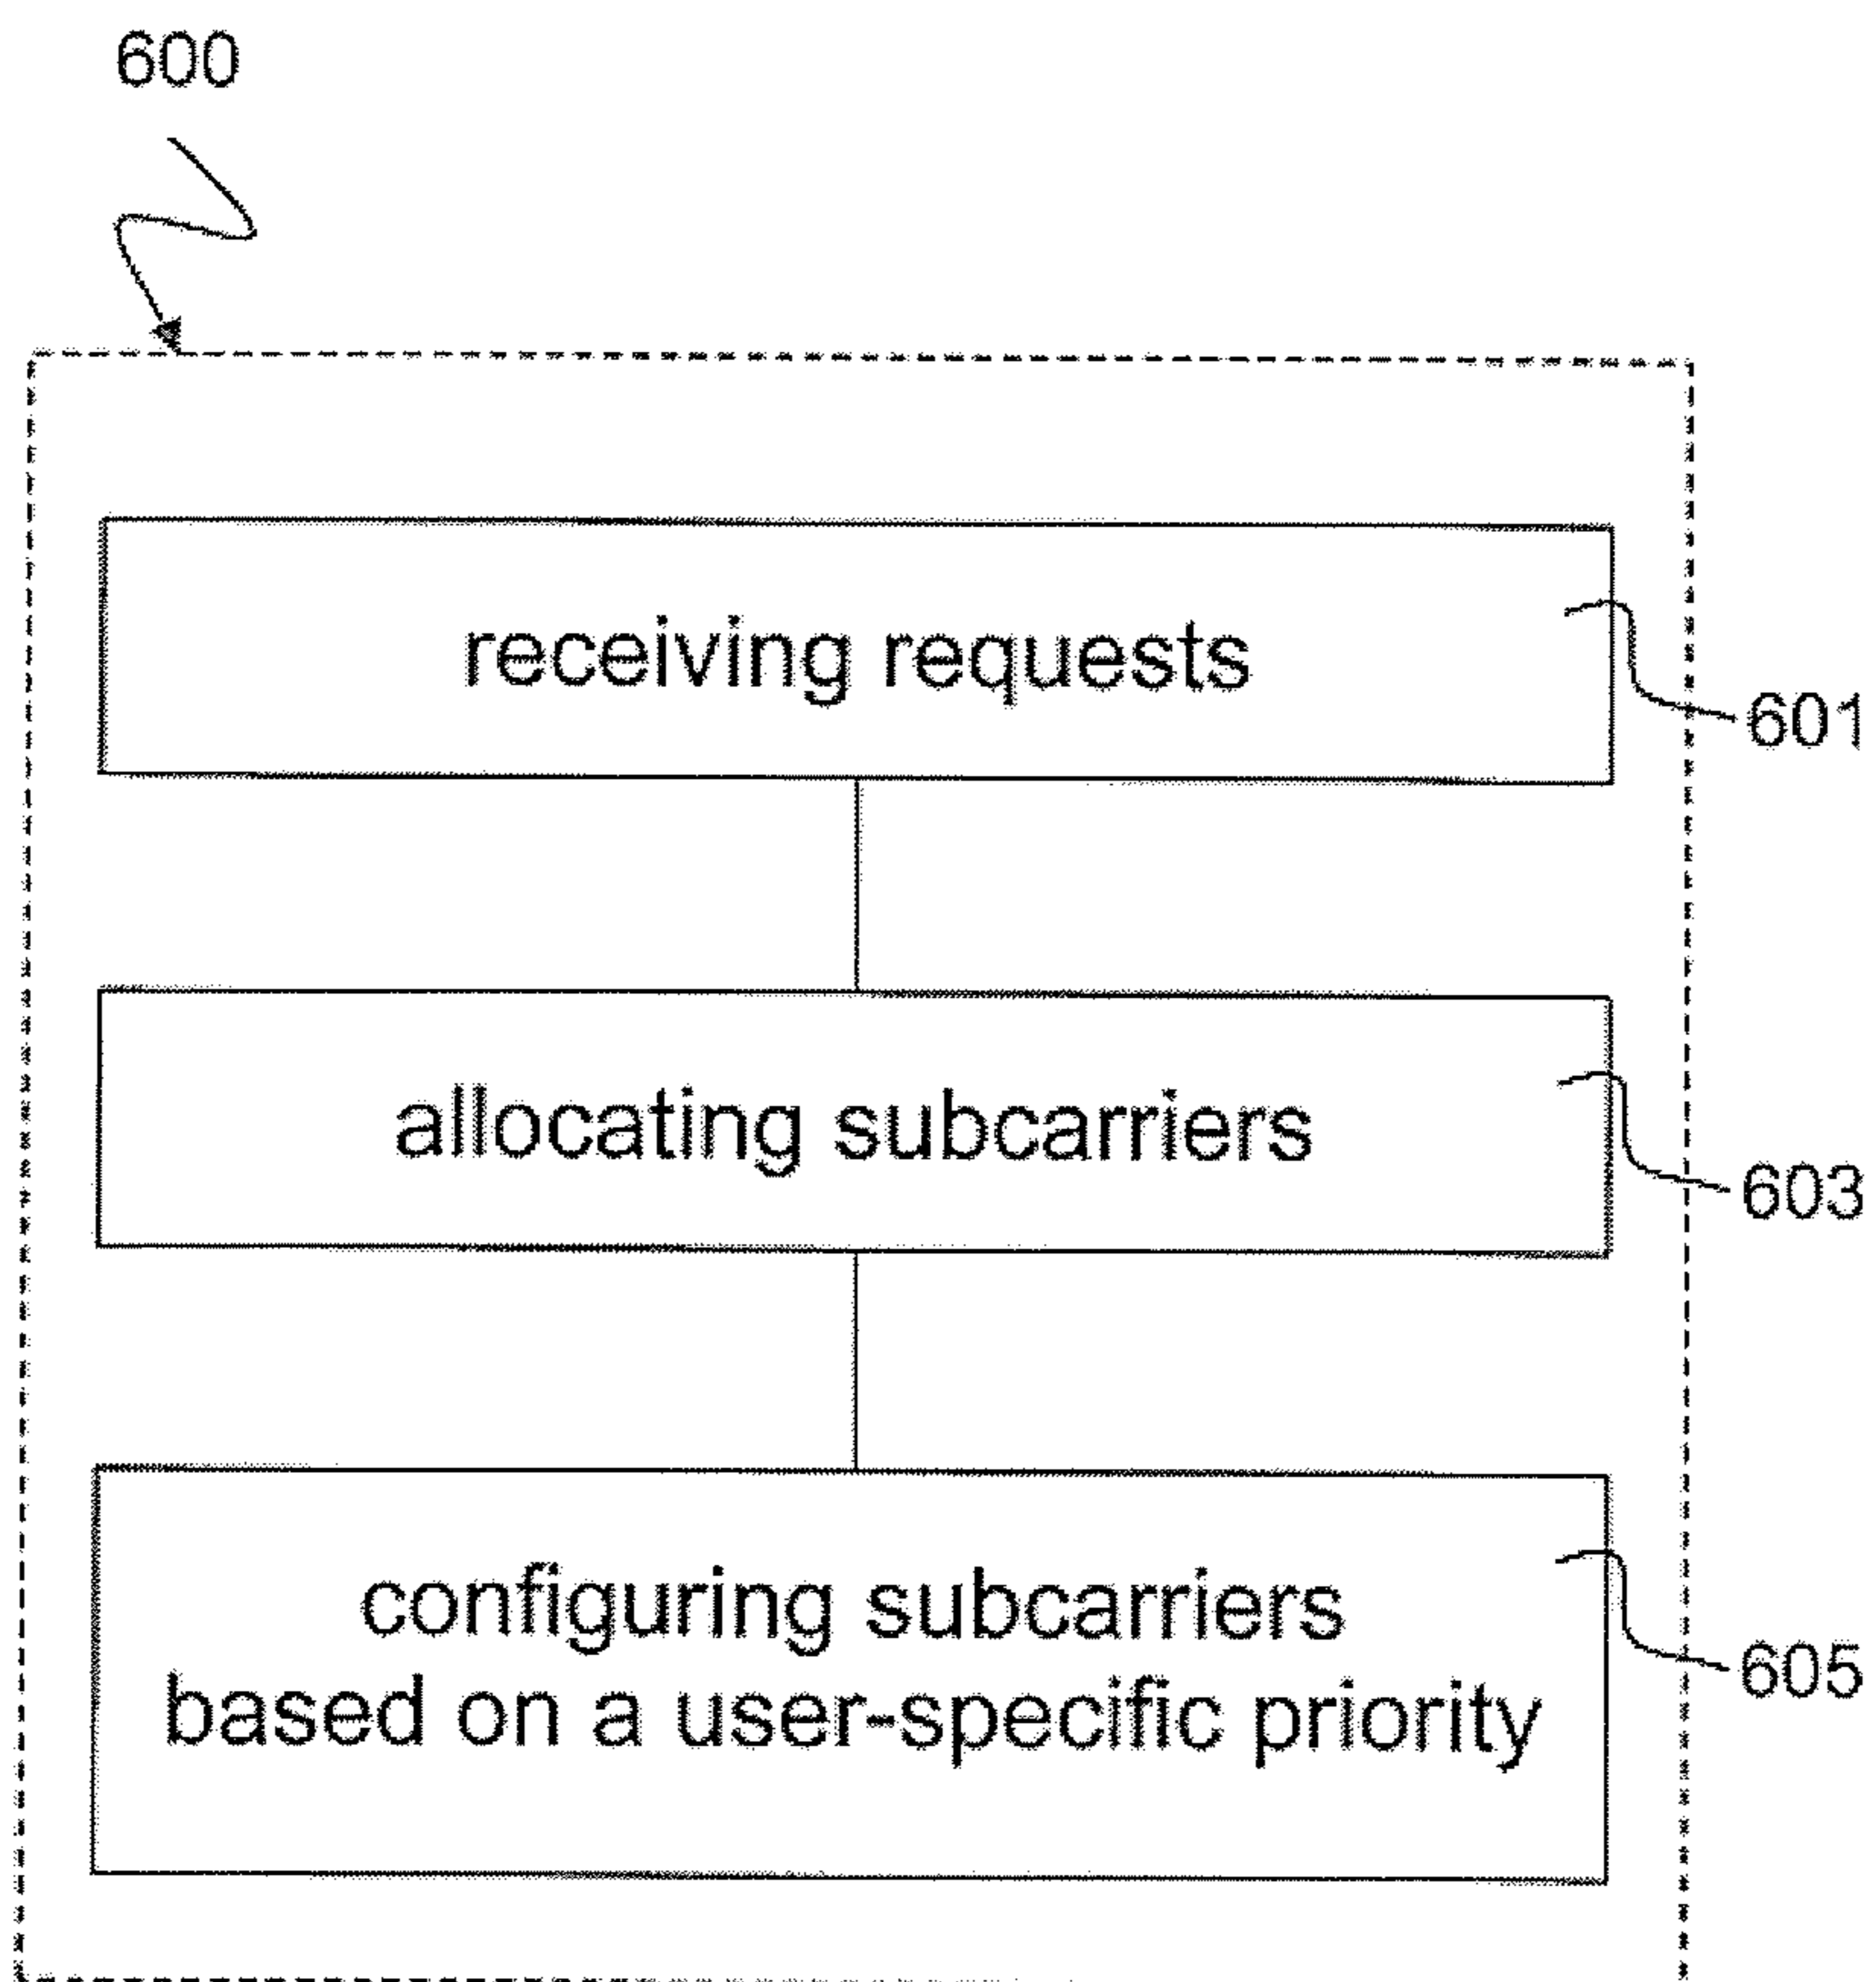 600
receiving requests
601
allocating subcarriers
603
configuring subcarriers
based on a user-specific priority
605